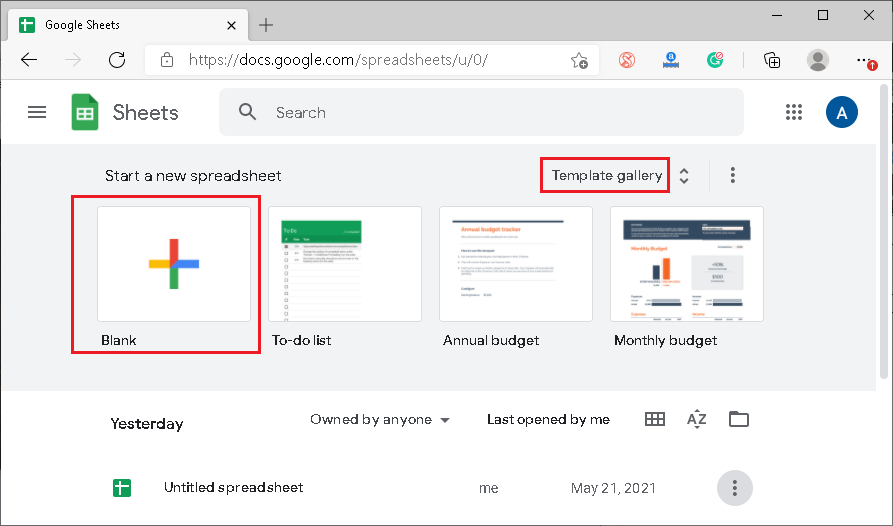 Google Sheets
https://docs.google.com/spreadsheets/u/0/
Sheets
Search
A
Start a new spreadsheet
Template gallery
To Do
Annual budget tracker
Monthly Budget
Blank
To-do list
Annual budget
Monthly budget
Yesterday
Owned by anyone
Last opened by me
AZ
Untitled spreadsheet
me
May 21, 2021